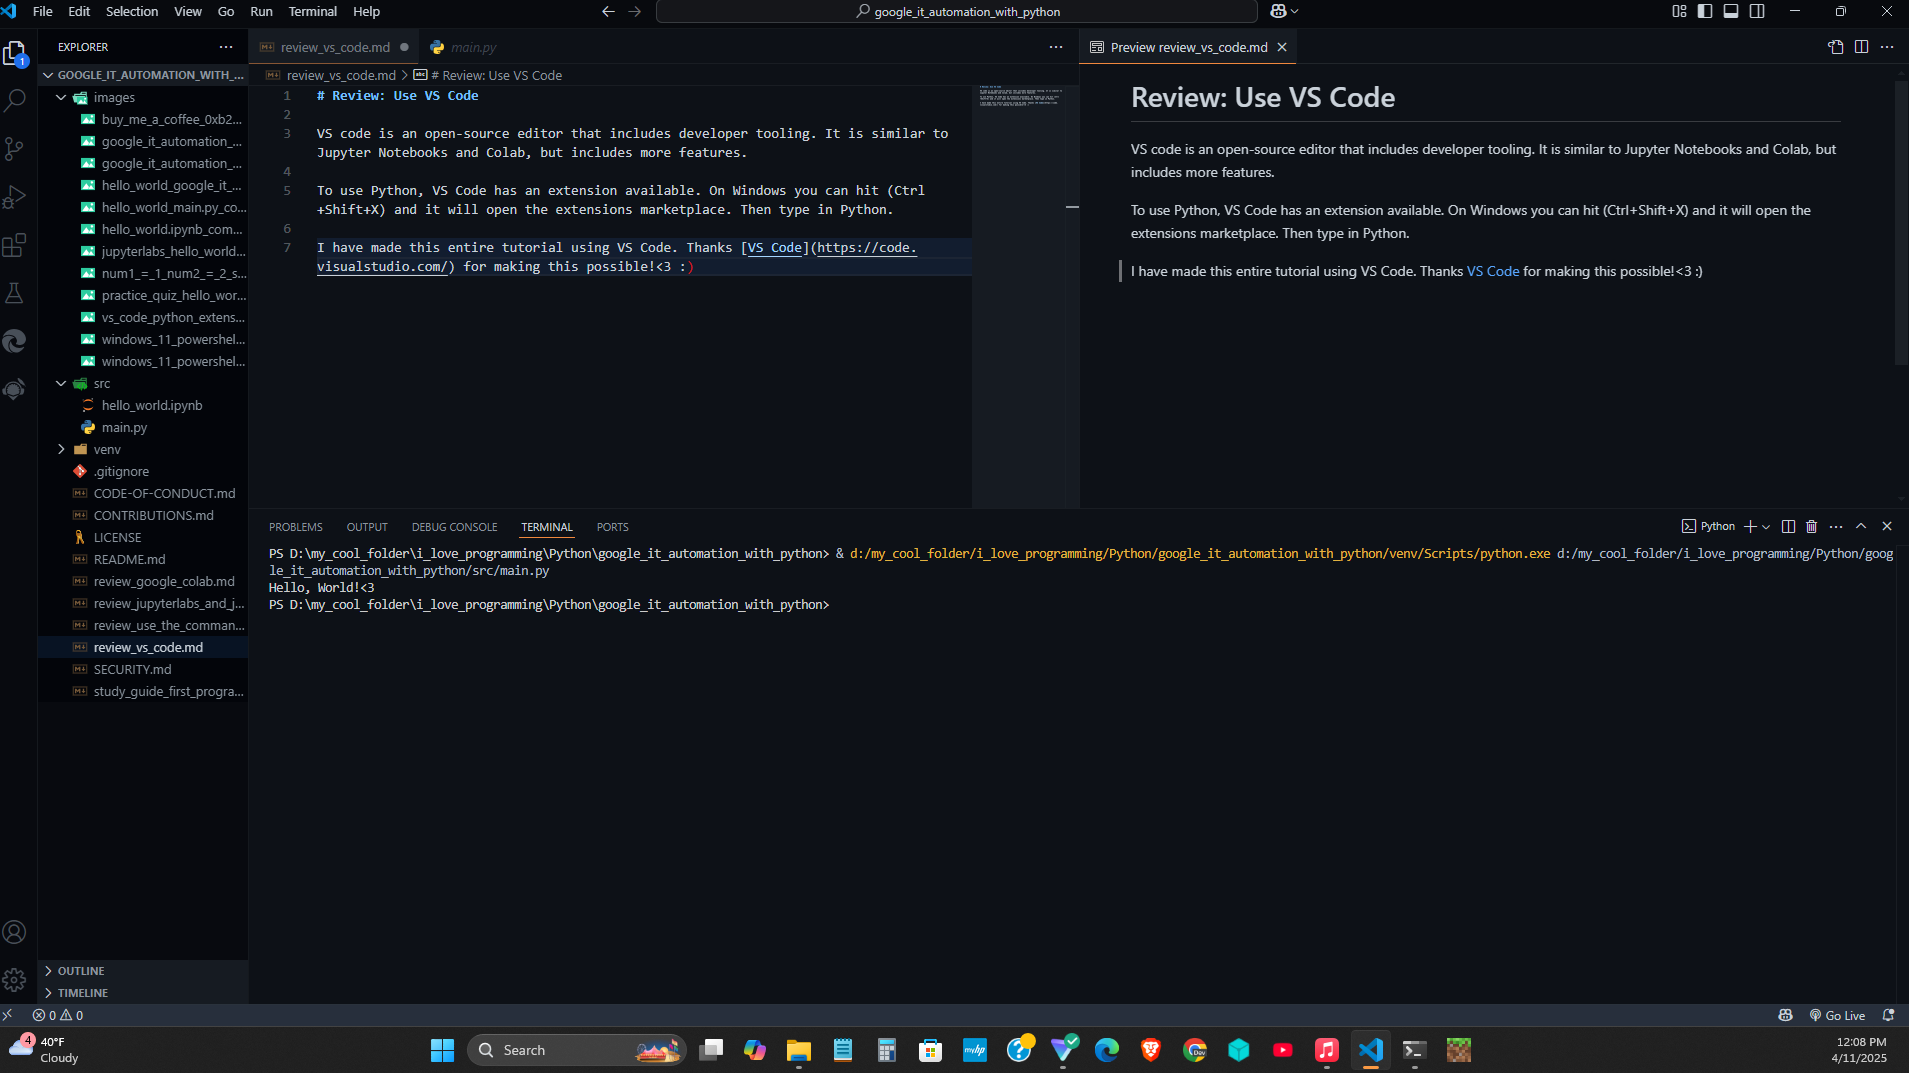 File Edit Selection View Go Run Terminal Help
google_it_automation_with_python
1
EXPLORER
GOOGLE_IT_AUTOMATION_WITH_...
images
buy_me_a_coffee_0xb2...
google_it_automation_...
google_it_automation_...
hello_world_google_it_...
hello_world_main.py_co...
hello_world.ipynb_com...
jupyterlabs_hello_world...
num1_=_1_num2_=_2_s...
practice_quiz_hello_wor...
vs_code_python_extens...
windows_11_powershel...
windows_11_powershel...
src
hello_world.ipynb
main.py
venv
.gitignore
CODE-OF-CONDUCT.md
CONTRIBUTIONS.md
LICENSE
README.md
review_google_colab.md
review_jupyterlabs_and_j...
review_use_the_comman...
review_vs_code.md
SECURITY.md
study_guide_first_progra...
OUTLINE
TIMELINE
review_vs_code.md
main.py
review_vs_code.md > # Review: Use VS Code
1 # Review: Use VS Code
2
3 VS code is an open-source editor that includes developer tooling. It is similar to
Jupyter Notebooks and Colab, but includes more features.
4
5 To use Python, VS Code has an extension available. On Windows you can hit (Ctrl
+Shift+X) and it will open the extensions marketplace. Then type in Python.
6
7 I have made this entire tutorial using VS Code. Thanks [VS Code](https://code.
visualstudio.com/) for making this possible!<3 :)
Preview review_vs_code.md
Review: Use VS Code
VS code is an open-source editor that includes developer tooling. It is similar to Jupyter Notebooks and Colab, but
includes more features.
To use Python, VS Code has an extension available. On Windows you can hit (Ctrl+Shift+X) and it will open the
extensions marketplace. Then type in Python.
I have made this entire tutorial using VS Code. Thanks VS Code for making this possible!<3 :)
PROBLEMS OUTPUT DEBUG CONSOLE TERMINAL PORTS
Python
PS D:\my_cool_folder\i_love_programming\Python\google_it_automation_with_python> & d:/my_cool_folder/i_love_programming/Python/google_it_automation_with_python/venv/Scripts/python.exe d:/my_cool_folder/i_love_programming/Python/goog
le_it_automation_with_python/src/main.py
Hello, World!<3
PS D:\my_cool_folder\i_love_programming\Python\google_it_automation_with_python>
0 0
Go Live
4
40°F
Cloudy
Search
myhp
Dev
12:08 PM
4/11/2025